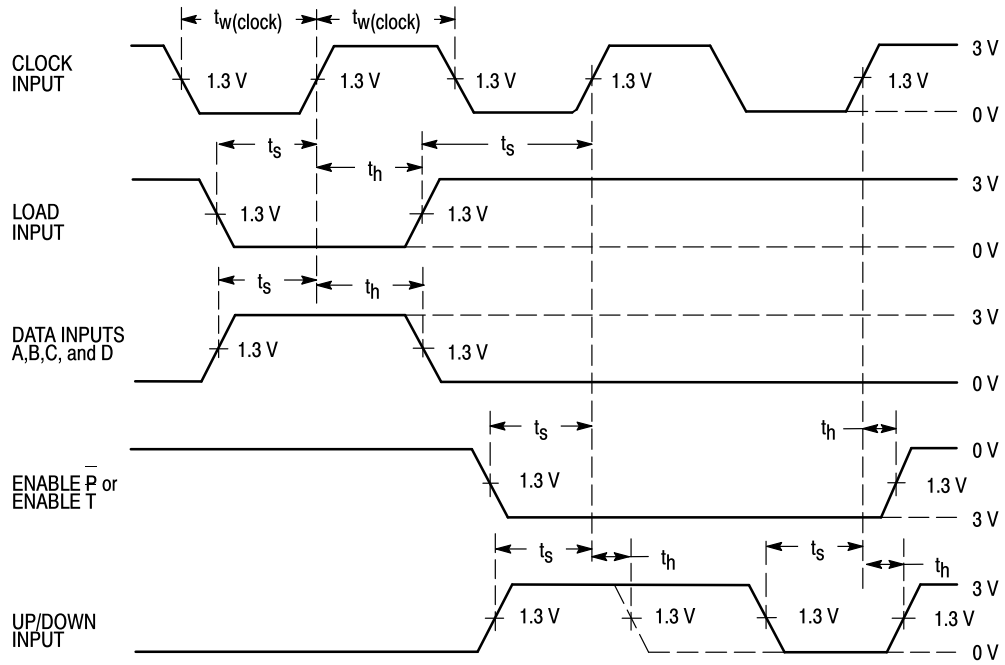 tw(clock) tw(clock)
CLOCK
INPUT
1.3 V 1.3 V 1.3 V 1.3 V 1.3 V
3 V
0 V
ts ts
th
LOAD
INPUT
1.3 V 1.3 V
3 V
0 V
ts th
DATA INPUTS
A,B,C, and D
1.3 V 1.3 V
3 V
0 V
ts th
ENABLE P̅ or
ENABLE T̅
1.3 V 1.3 V
0 V
3 V
ts th ts th
UP/DOWN
INPUT
1.3 V 1.3 V 1.3 V 1.3 V
3 V
0 V